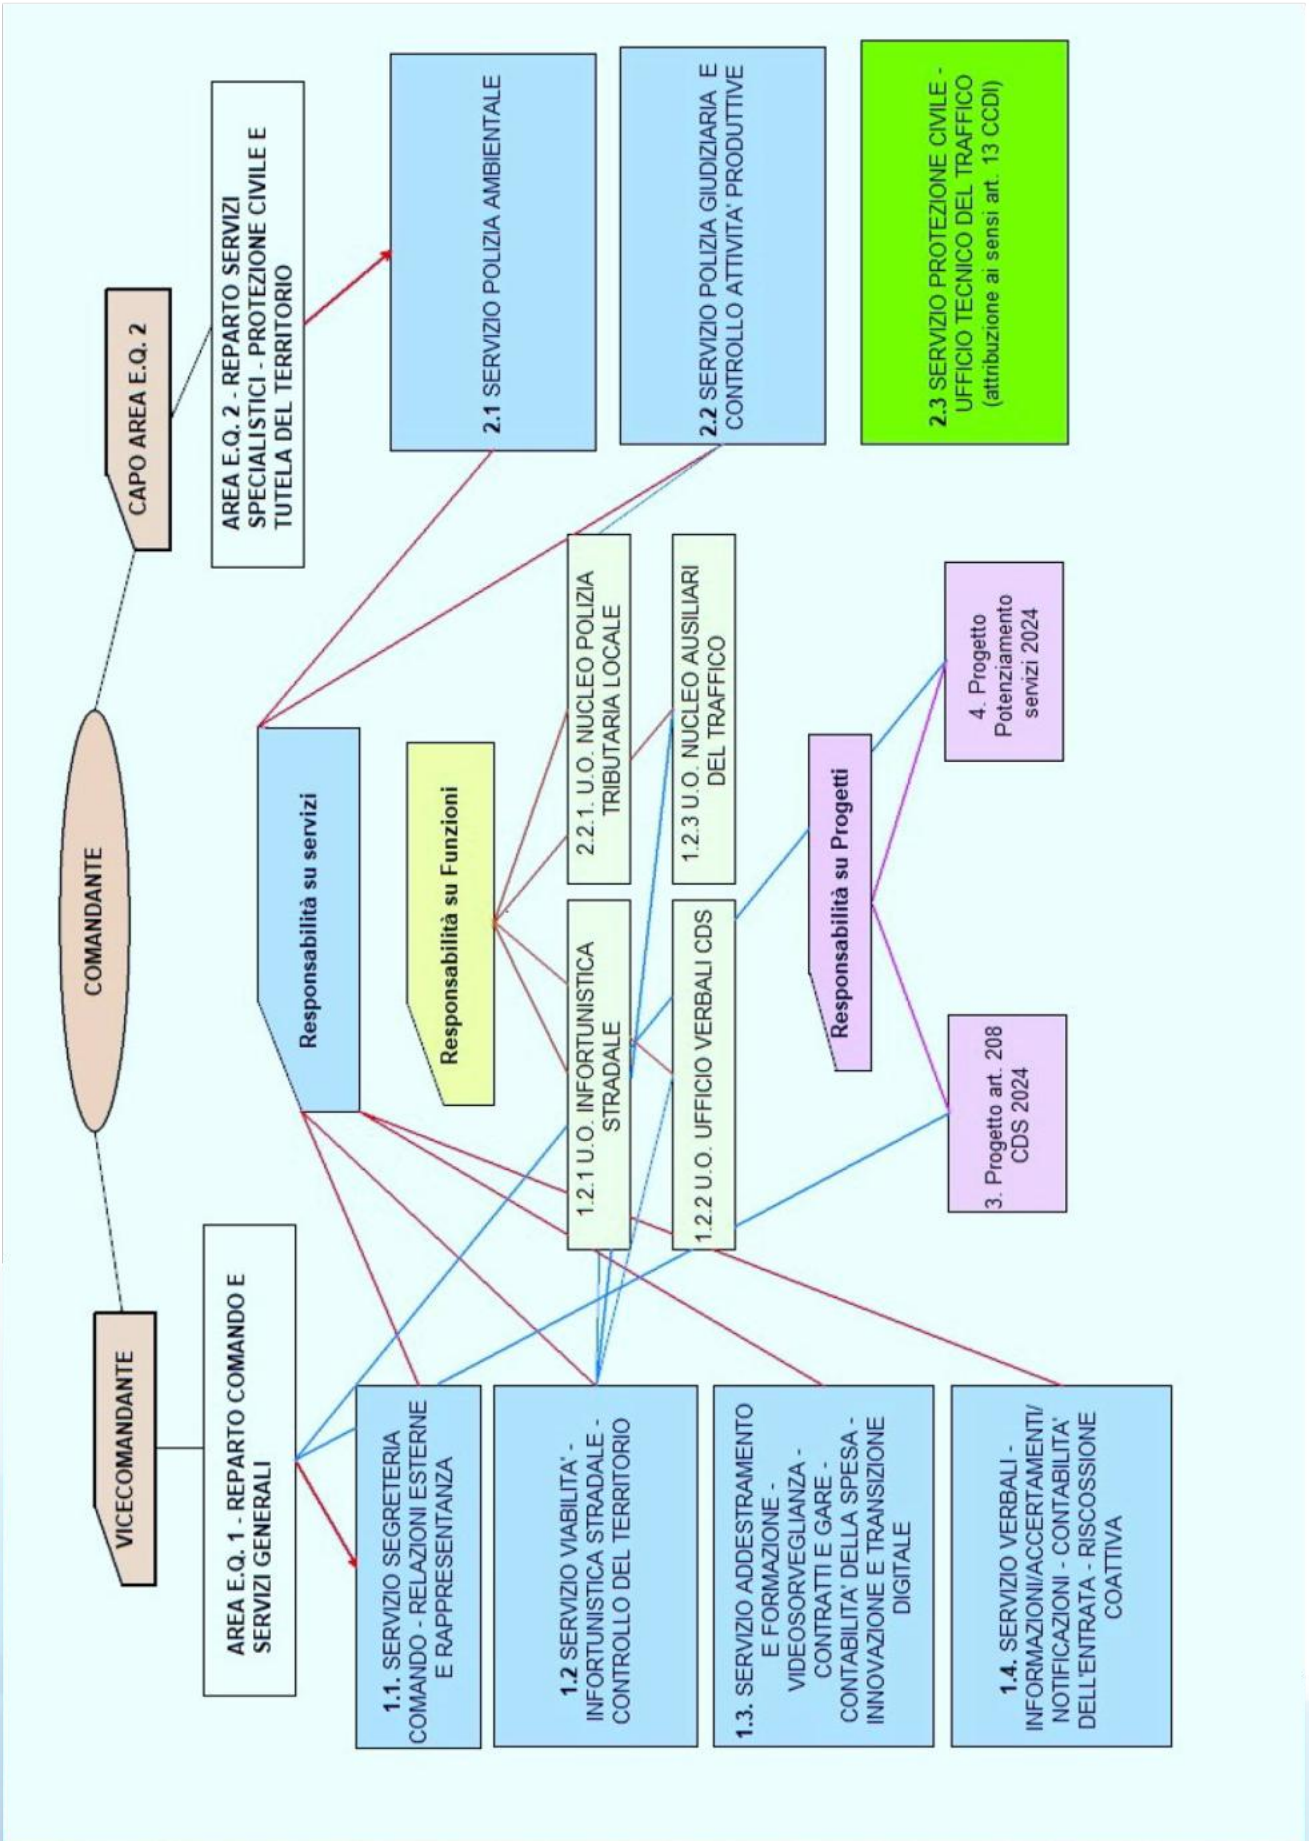 COMANDANTE
VICECOMANDANTE
CAPO AREA E.Q. 2
AREA E.Q. 1 - REPARTO COMANDO E
SERVIZI GENERALI
AREA E.Q. 2 - REPARTO SERVIZI
SPECIALISTICI - PROTEZIONE CIVILE E
TUTELA DEL TERRITORIO
Responsabilità su servizi
1.1. SERVIZIO SEGRETERIA
COMANDO - RELAZIONI ESTERNE
E RAPPRESENTANZA
1.2 SERVIZIO VIABILITA' -
INFORTUNISTICA STRADALE -
CONTROLLO DEL TERRITORIO
1.3. SERVIZIO ADDESTRAMENTO
E FORMAZIONE -
VIDEOSORVEGLIANZA -
CONTRATTI E GARE -
CONTABILITA' DELLA SPESA -
INNOVAZIONE E TRANSIZIONE
DIGITALE
1.4. SERVIZIO VERBALI -
INFORMAZIONI/ACCERTAMENTI/
NOTIFICAZIONI - CONTABILITA'
DELL'ENTRATA - RISCOSSIONE
COATTIVA
Responsabilità su Funzioni
1.2.1 U.O. INFORTUNISTICA
STRADALE
2.2.1. U.O. NUCLEO POLIZIA
TRIBUTARIA LOCALE
1.2.2 U.O. UFFICIO VERBALI CDS
1.2.3 U.O. NUCLEO AUSILIARI
DEL TRAFFICO
Responsabilità su Progetti
3. Progetto art. 208
CDS 2024
4. Progetto
Potenziamento
servizi 2024
2.1 SERVIZIO POLIZIA AMBIENTALE
2.2 SERVIZIO POLIZIA GIUDIZIARIA E
CONTROLLO ATTIVITA' PRODUTTIVE
2.3 SERVIZIO PROTEZIONE CIVILE -
UFFICIO TECNICO DEL TRAFFICO
(attribuzione ai sensi art. 13 CCDI)